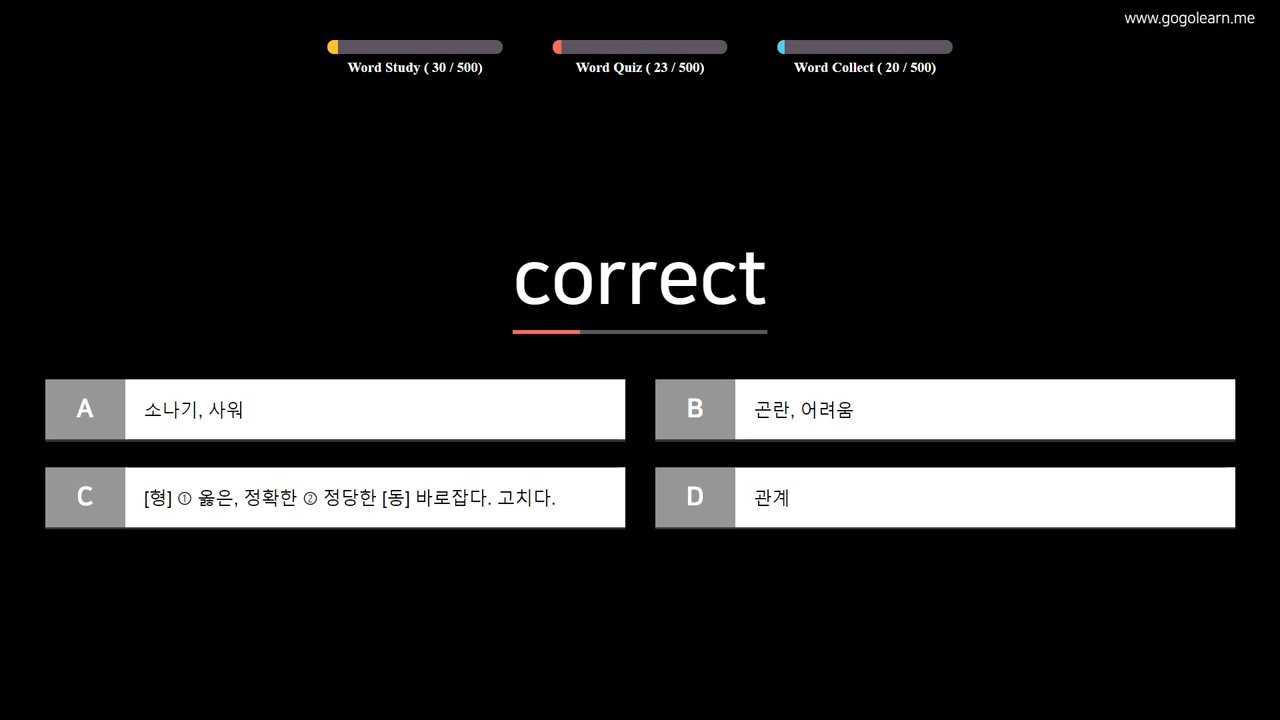 www.gogolearn.me
Word Study ( 30 / 500)
Word Quiz ( 23 / 500)
Word Collect ( 20 / 500)
correct
A 소나기, 샤워
B 곤란, 어려움
C [형] ① 옳은, 정확한 ② 정당한 [동] 바로잡다. 고치다.
D 관계